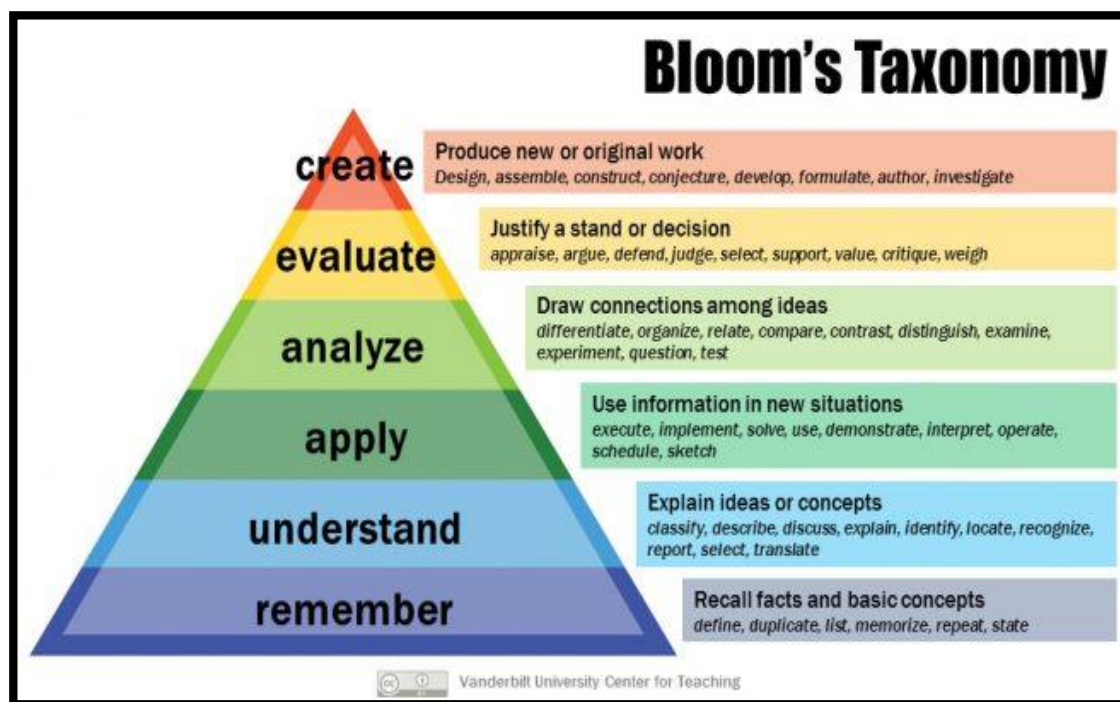 Bloom's Taxonomy
create
Produce new or original work
Design, assemble, construct, conjecture, develop, formulate, author, investigate
evaluate
Justify a stand or decision
appraise, argue, defend, judge, select, support, value, critique, weigh
analyze
Draw connections among ideas
differentiate, organize, relate, compare, contrast, distinguish, examine,
experiment, question, test
apply
Use information in new situations
execute, implement, solve, use, demonstrate, interpret, operate,
schedule, sketch
understand
Explain ideas or concepts
classify, describe, discuss, explain, identify, locate, recognize,
report, select, translate
remember
Recall facts and basic concepts
define, duplicate, list, memorize, repeat, state
cc
Vanderbilt University Center for Teaching